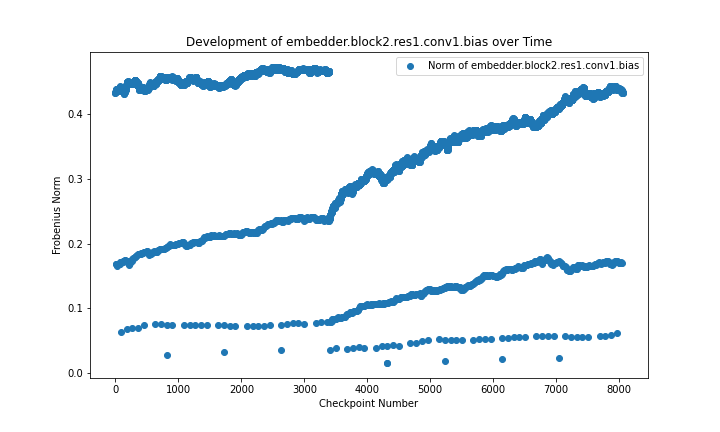 Development of embedder.block2.res1.conv1.bias over Time
Norm of embedder.block2.res1.conv1.bias
Frobenius Norm
0.4
0.3
0.2
0.1
0.0
0 1000 2000 3000 4000 5000 6000 7000 8000
Checkpoint Number